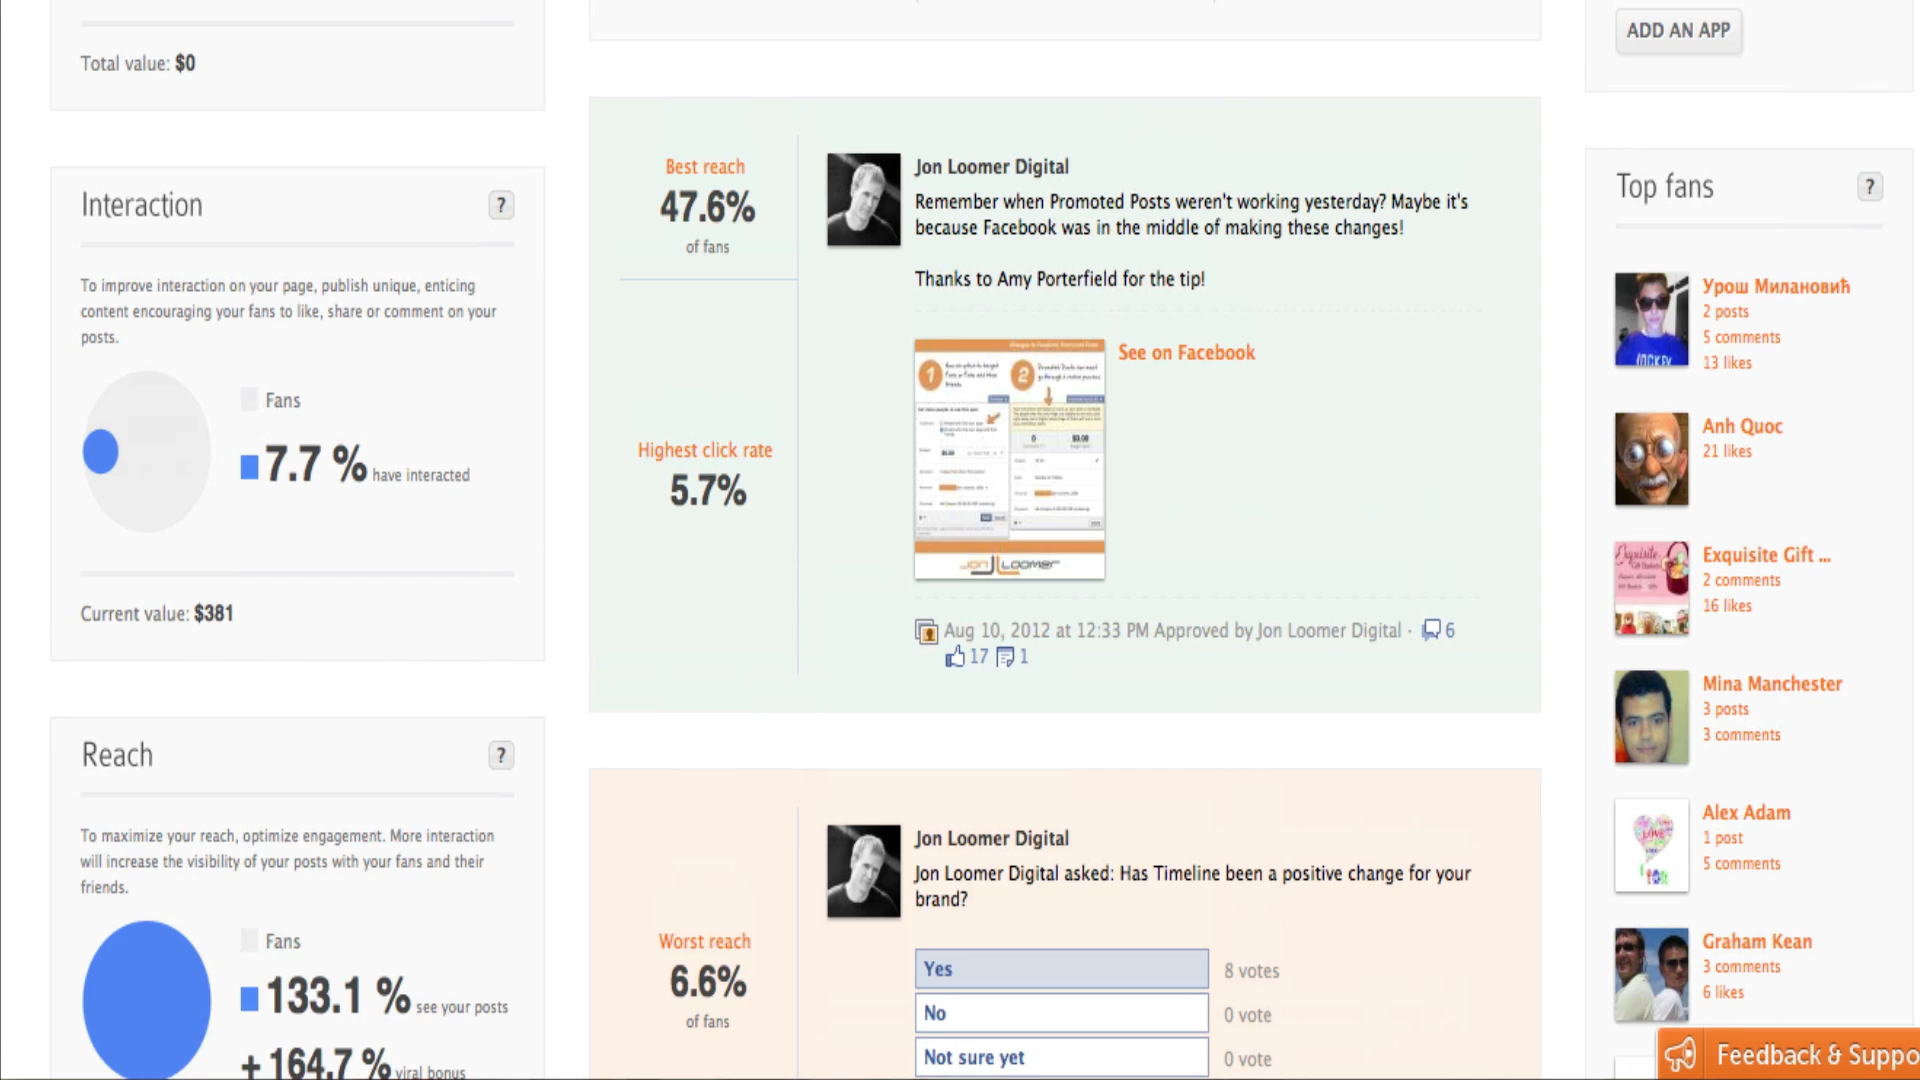 Total value: $0
Interaction
?
To improve interaction on your page, publish unique, enticing
content encouraging your fans to like, share or comment on your
posts.
Fans
7.7 % have interacted
Current value: $381
Reach
?
To maximize your reach, optimize engagement. More interaction
will increase the visibility of your posts with your fans and their
friends.
Fans
133.1 % see your posts
+ 164.7 % viral bonus
Best reach
47.6%
of fans
Highest click rate
5.7%
Jon Loomer Digital
Remember when Promoted Posts weren't working yesterday? Maybe it's
because Facebook was in the middle of making these changes!
Thanks to Amy Porterfield for the tip!
1
2
JON LOOMER
See on Facebook
Aug 10, 2012 at 12:33 PM Approved by Jon Loomer Digital · 6
17 1
Worst reach
6.6%
of fans
Jon Loomer Digital
Jon Loomer Digital asked: Has Timeline been a positive change for your
brand?
Yes 8 votes
No 0 vote
Not sure yet 0 vote
ADD AN APP
Top fans
?
Урош Милановић
2 posts
5 comments
13 likes
Anh Quoc
21 likes
Exquisite Gift ...
2 comments
16 likes
Mina Manchester
3 posts
3 comments
Alex Adam
1 post
5 comments
Graham Kean
3 comments
6 likes
Feedback & Suppo